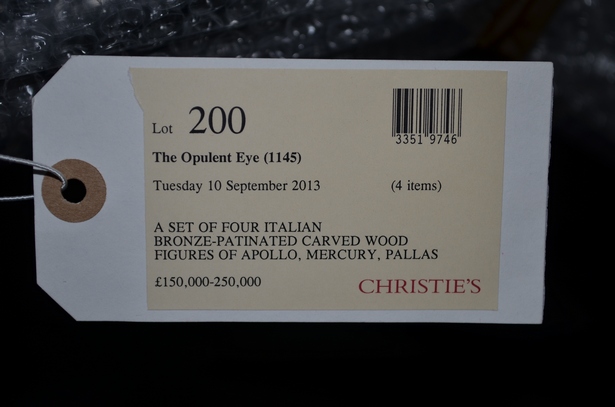 Lot 200
3351 9746
The Opulent Eye (1145)
Tuesday 10 September 2013 (4 items)
A SET OF FOUR ITALIAN
BRONZE-PATINATED CARVED WOOD
FIGURES OF APOLLO, MERCURY, PALLAS
£150,000-250,000 CHRISTIE'S